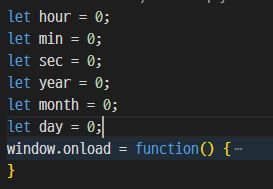 let hour = 0;
let min = 0;
let sec = 0;
let year = 0;
let month = 0;
let day = 0;
window.onload = function() { ⋯
}